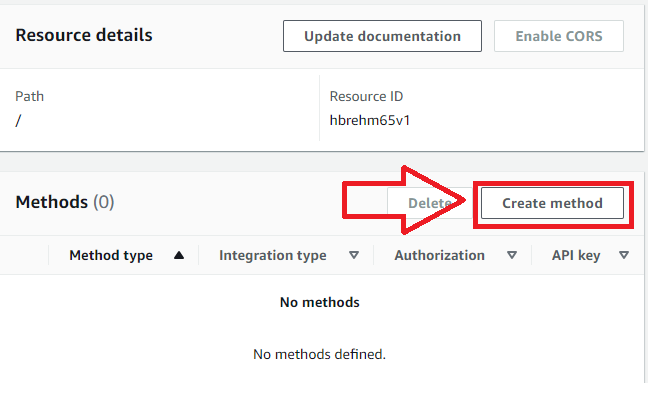 Resource details
Update documentation
Enable CORS
Path
Resource ID
/
hbrehm65v1
Methods (0)
Delete
Create method
Method type
Integration type
Authorization
API key
No methods
No methods defined.